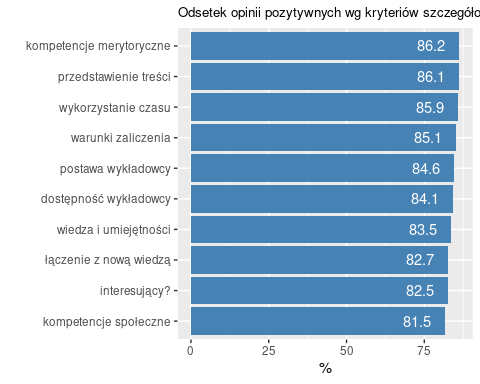 Odsetek opinii pozytywnych wg kryteriów szczegóło
kompetencje merytoryczne 86.2
przedstawienie treści 86.1
wykorzystanie czasu 85.9
warunki zaliczenia 85.1
postawa wykładowcy 84.6
dostępność wykładowcy 84.1
wiedza i umiejętności 83.5
łączenie z nową wiedzą 82.7
interesujący? 82.5
kompetencje społeczne 81.5
0 25 50 75
%